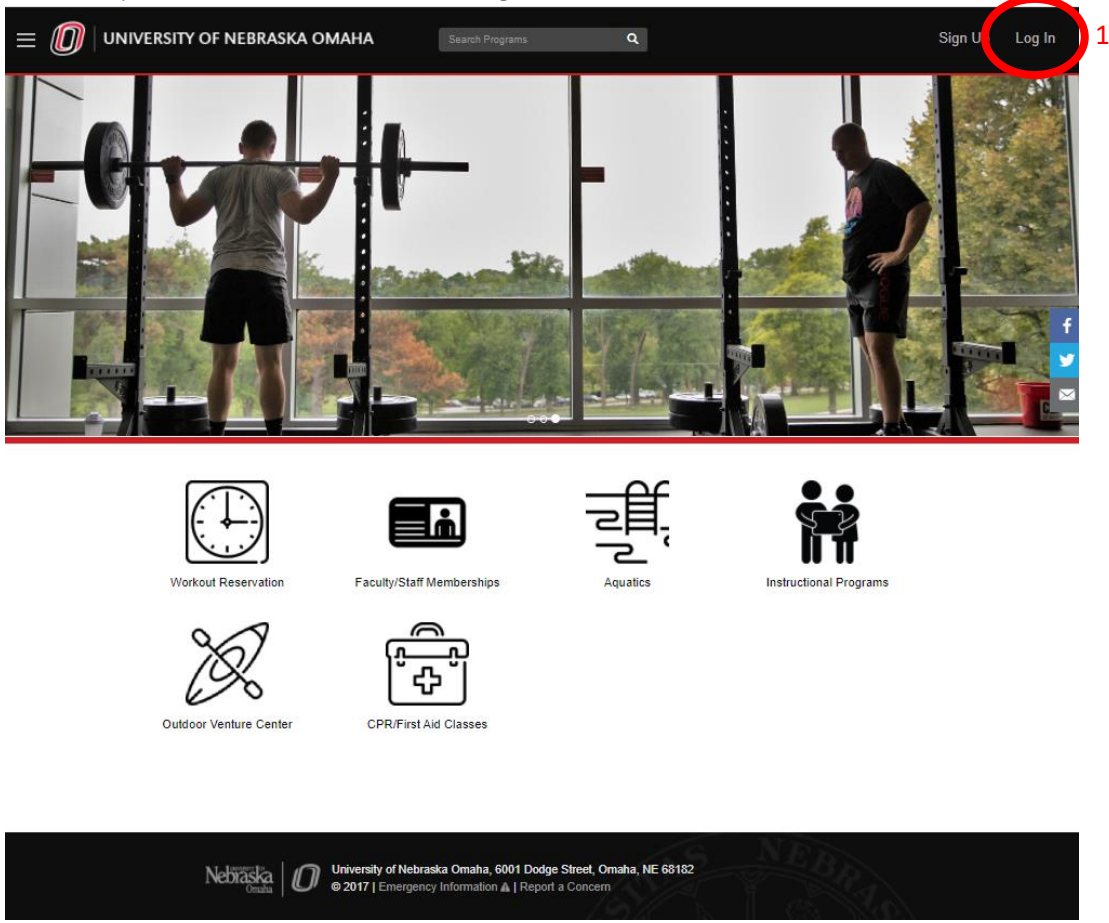 UNIVERSITY OF NEBRASKA OMAHA
Search Programs
Sign U
Log In
1
Workout Reservation
Faculty/Staff Memberships
Aquatics
Instructional Programs
Outdoor Venture Center
CPR/First Aid Classes
Nebraska
Omaha
University of Nebraska Omaha, 6001 Dodge Street, Omaha, NE 68182
© 2017 | Emergency Information | Report a Concern